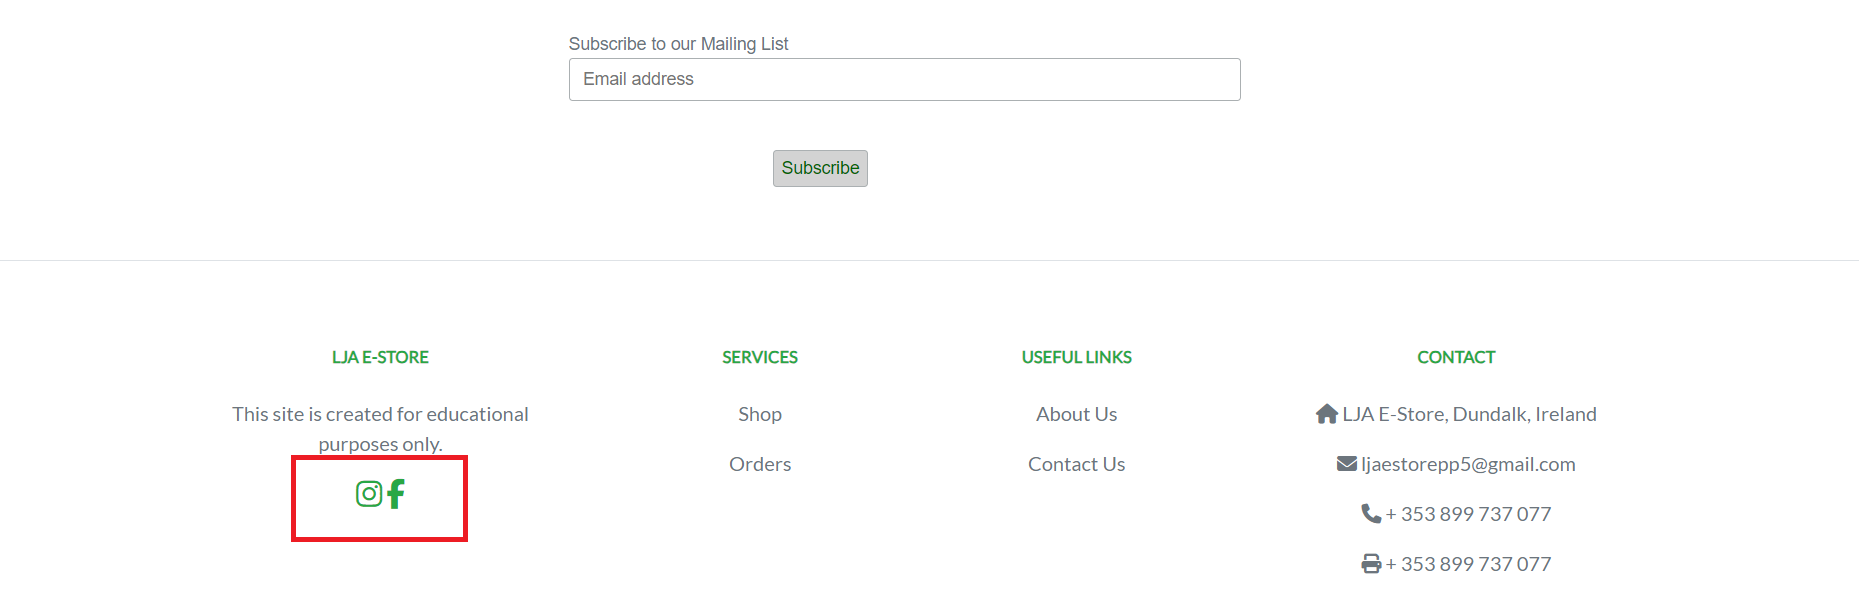 Subscribe to our Mailing List
Email address
Subscribe
LJA E-STORE
This site is created for educational
purposes only.
SERVICES
Shop
Orders
USEFUL LINKS
About Us
Contact Us
CONTACT
LJA E-Store, Dundalk, Ireland
ljaestorepp5@gmail.com
+ 353 899 737 077
+ 353 899 737 077